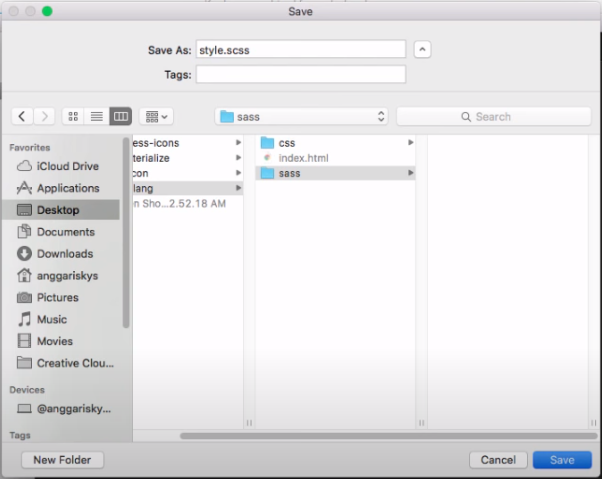 Save
Save As: style.scss
Tags:
sass
Search
Favorites
iCloud Drive
Applications
Desktop
Documents
Downloads
anggariskys
Pictures
Music
Movies
Creative Clou...
Devices
@anggarisky...
Tags
ess-icons
terialize
con
lang
n Sho...2.52.18 AM
css
index.html
sass
New Folder
Cancel
Save